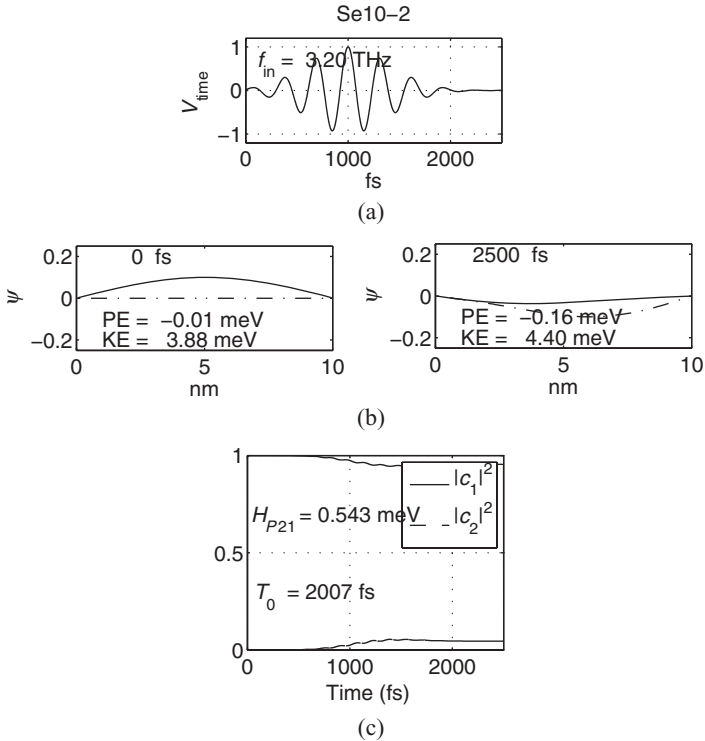 Se10−2
f_in = 3.20 THz
V_time
1
0
−1
0 1000 2000
fs
(a)
0 fs
ψ
0.2
0
−0.2
PE = −0.01 meV
KE = 3.88 meV
0 5 10
nm
2500 fs
ψ
0.2
0
−0.2
PE = −0.16 meV
KE = 4.40 meV
0 5 10
nm
(b)
1
0.5
0
|c_1|^2
|c_2|^2
H_P21 = 0.543 meV
T_0 = 2007 fs
0 1000 2000
Time (fs)
(c)